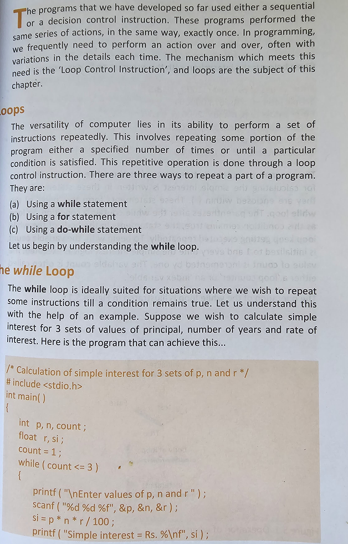 The programs that we have developed so far used either a sequential
or a decision control instruction. These programs performed the
same series of actions, in the same way, exactly once. In programming,
we frequently need to perform an action over and over, often with
variations in the details each time. The mechanism which meets this
need is the 'Loop Control Instruction', and loops are the subject of this
chapter.
oops
The versatility of computer lies in its ability to perform a set of
instructions repeatedly. This involves repeating some portion of the
program either a specified number of times or until a particular
condition is satisfied. This repetitive operation is done through a loop
control instruction. There are three ways to repeat a part of a program.
They are:
(a) Using a while statement
(b) Using a for statement
(c) Using a do-while statement
Let us begin by understanding the while loop.
he while Loop
The while loop is ideally suited for situations where we wish to repeat
some instructions till a condition remains true. Let us understand this
with the help of an example. Suppose we wish to calculate simple
interest for 3 sets of values of principal, number of years and rate of
interest. Here is the program that can achieve this...
/* Calculation of simple interest for 3 sets of p, n and r */
# include <stdio.h>
int main( )
{
int p, n, count ;
float r, si ;
count = 1 ;
while ( count <= 3 )
{
printf ( "\nEnter values of p, n and r " ) ;
scanf ( "%d %d %f", &p, &n, &r ) ;
si = p * n * r / 100 ;
printf ( "Simple interest = Rs. %\nf", si ) ;